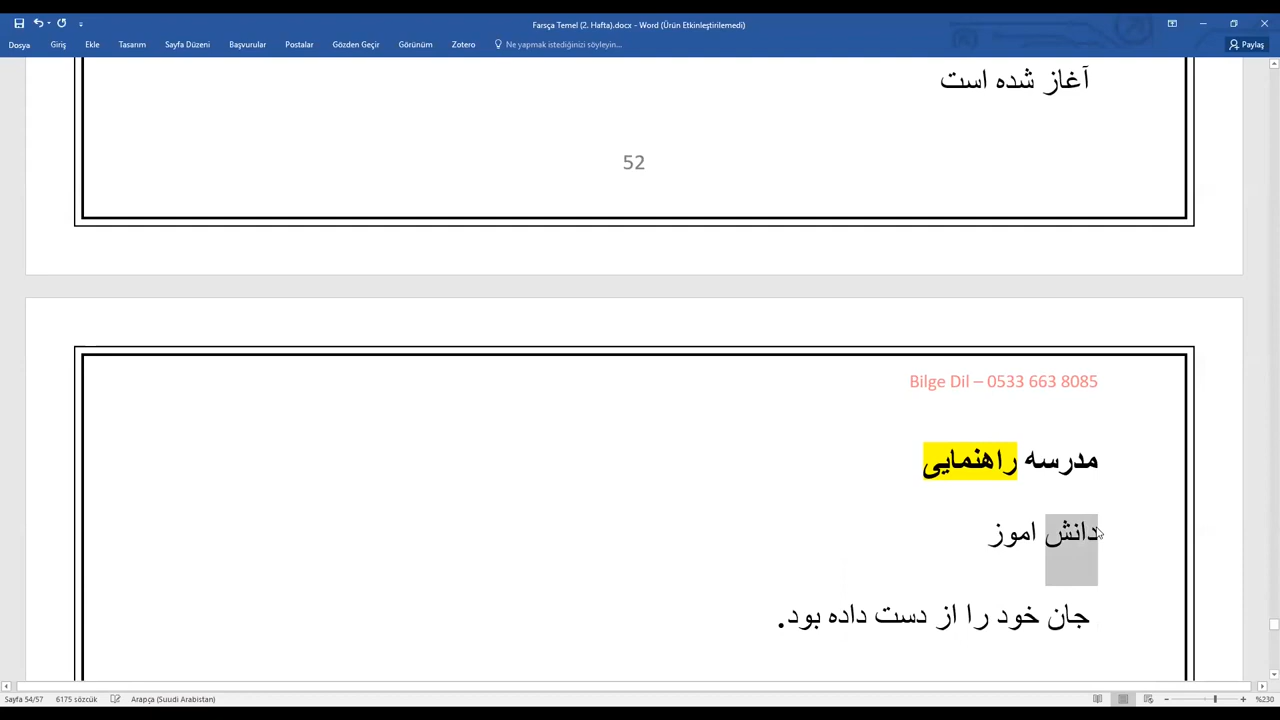 Farsça Temel (2. Hafta).docx - Word (Ürün Etkinleştirilemedi)
Dosya Giriş Ekle Tasarım Sayfa Düzeni Başvurular Postalar Gözden Geçir Görünüm Zotero Ne yapmak istediğinizi söyleyin... Paylaş
آغاز شده است
52
Bilge Dil – 0533 663 8085
مدرسه راهنمایی
دانش اموز
جان خود را از دست داده بود.
Sayfa 54/57 6175 sözcük Arapça (Suudi Arabistan) %230